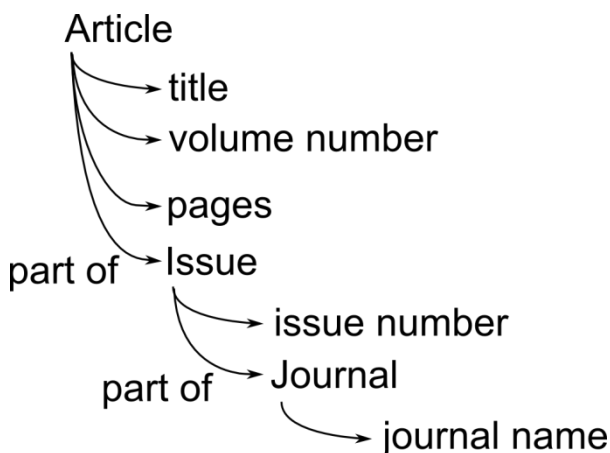 Article
title
volume number
pages
part of
Issue
issue number
part of
Journal
journal name